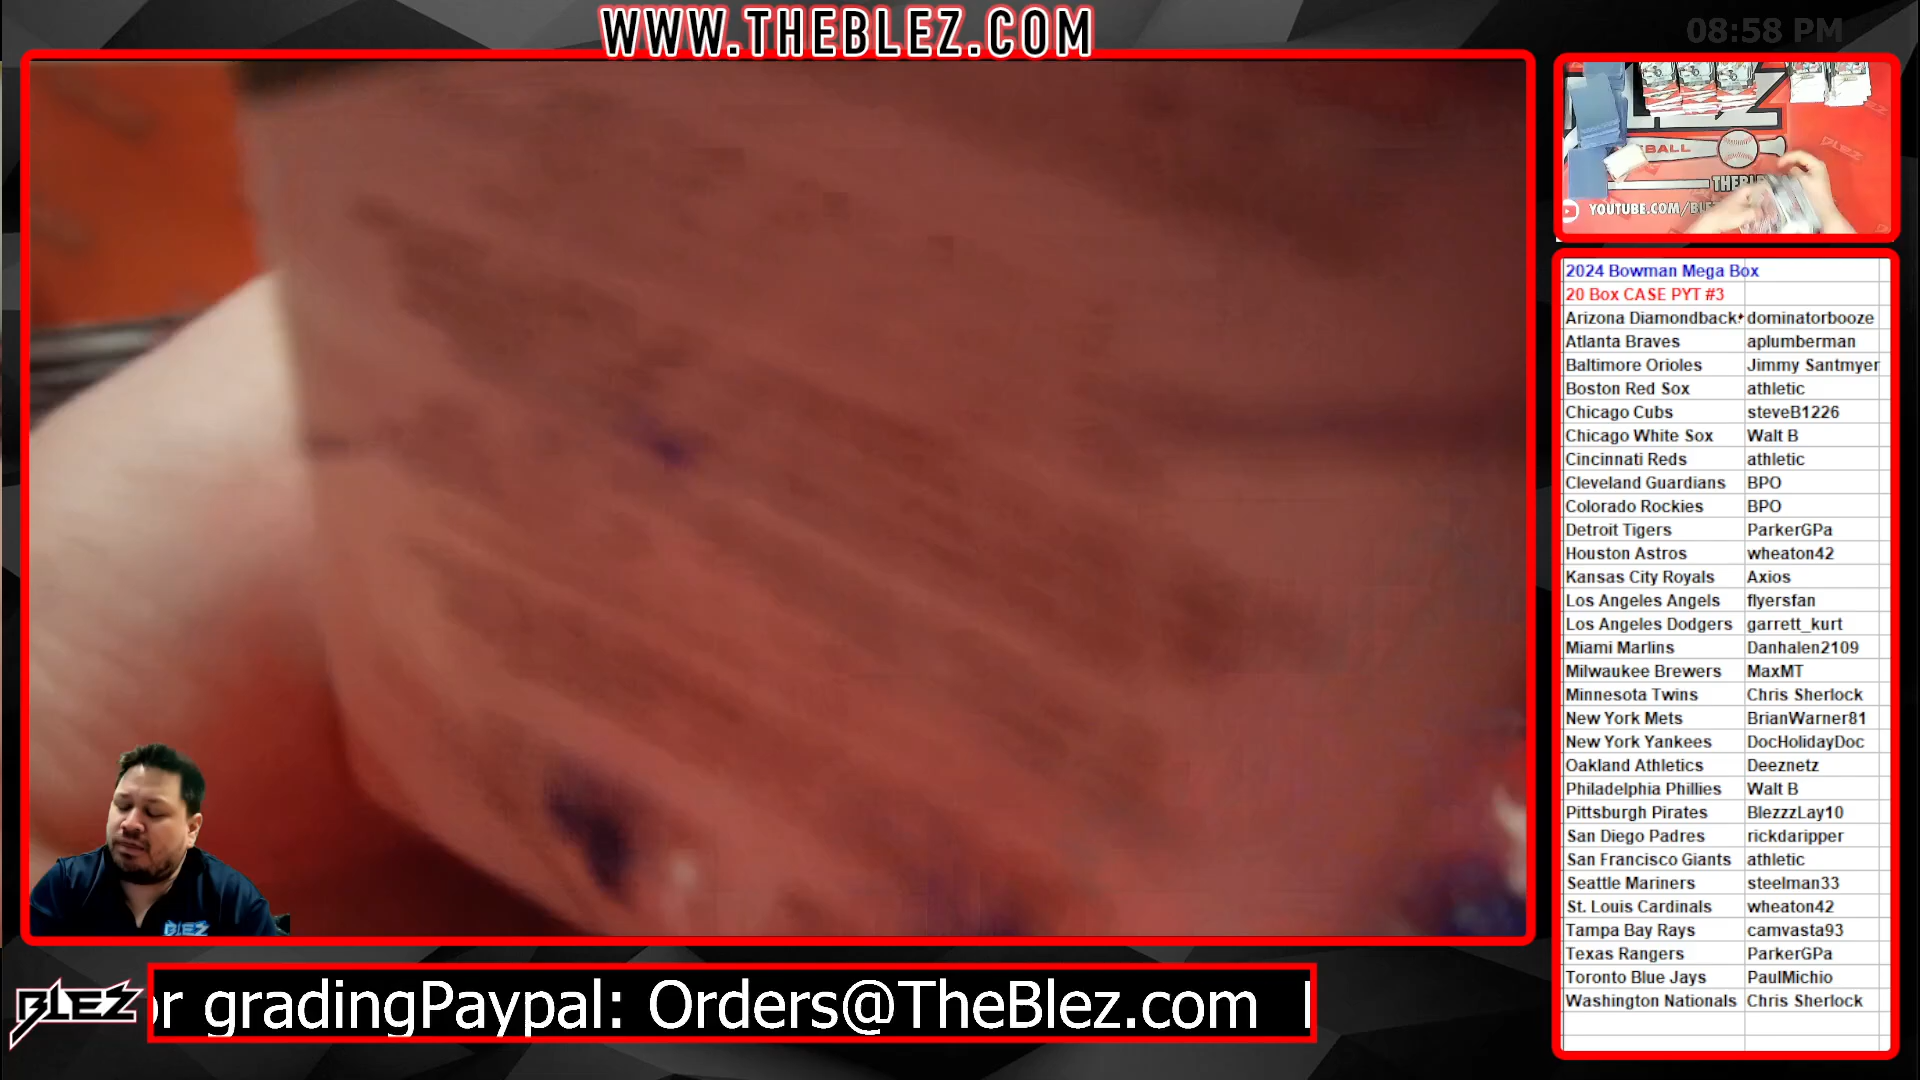 WWW.THEBLEZ.COM
08:58 PM
BALL
YOUTUBE.COM/BLEZ
2024 Bowman Mega Box
20 Box CASE PYT #3
Arizona Diamondback dominatorbooze
Atlanta Braves aplumberman
Baltimore Orioles Jimmy Santmyer
Boston Red Sox athletic
Chicago Cubs steveB1226
Chicago White Sox Walt B
Cincinnati Reds athletic
Cleveland Guardians BPO
Colorado Rockies BPO
Detroit Tigers ParkerGPa
Houston Astros wheaton42
Kansas City Royals Axios
Los Angeles Angels flyersfan
Los Angeles Dodgers garrett_kurt
Miami Marlins Danhalen2109
Milwaukee Brewers MaxMT
Minnesota Twins Chris Sherlock
New York Mets BrianWarner81
New York Yankees DocHolidayDoc
Oakland Athletics Deeznetz
Philadelphia Phillies Walt B
Pittsburgh Pirates BlezzzLay10
San Diego Padres rickdaripper
San Francisco Giants athletic
Seattle Mariners steelman33
St. Louis Cardinals wheaton42
Tampa Bay Rays camvasta93
Texas Rangers ParkerGPa
Toronto Blue Jays PaulMichio
Washington Nationals Chris Sherlock
BLEZ
BLEZ
or gradingPaypal: Orders@TheBlez.com